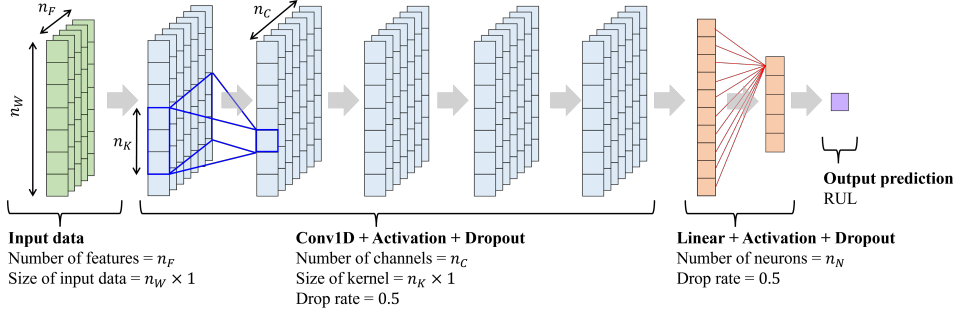 n_F
n_C
n_W
n_K
Input data
Number of features = n_F
Size of input data = n_W × 1
Conv1D + Activation + Dropout
Number of channels = n_C
Size of kernel = n_K × 1
Drop rate = 0.5
Linear + Activation + Dropout
Number of neurons = n_N
Drop rate = 0.5
Output prediction
RUL